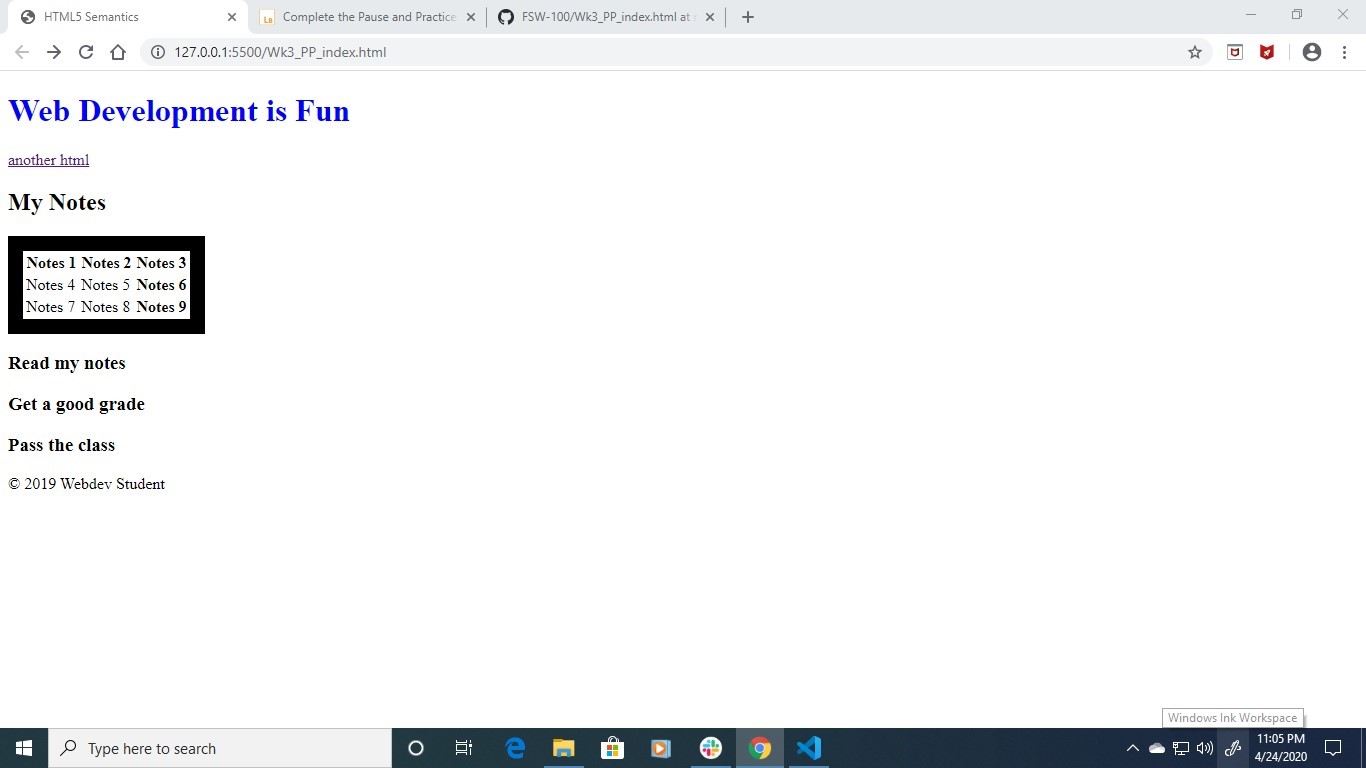 HTML5 Semantics
Complete the Pause and Practice
FSW-100/Wk3_PP_index.html at
127.0.0.1:5500/Wk3_PP_index.html
Web Development is Fun
another html
My Notes
Notes 1 Notes 2 Notes 3
Notes 4 Notes 5 Notes 6
Notes 7 Notes 8 Notes 9
Read my notes
Get a good grade
Pass the class
© 2019 Webdev Student
Windows Ink Workspace
Type here to search
11:05 PM
4/24/2020